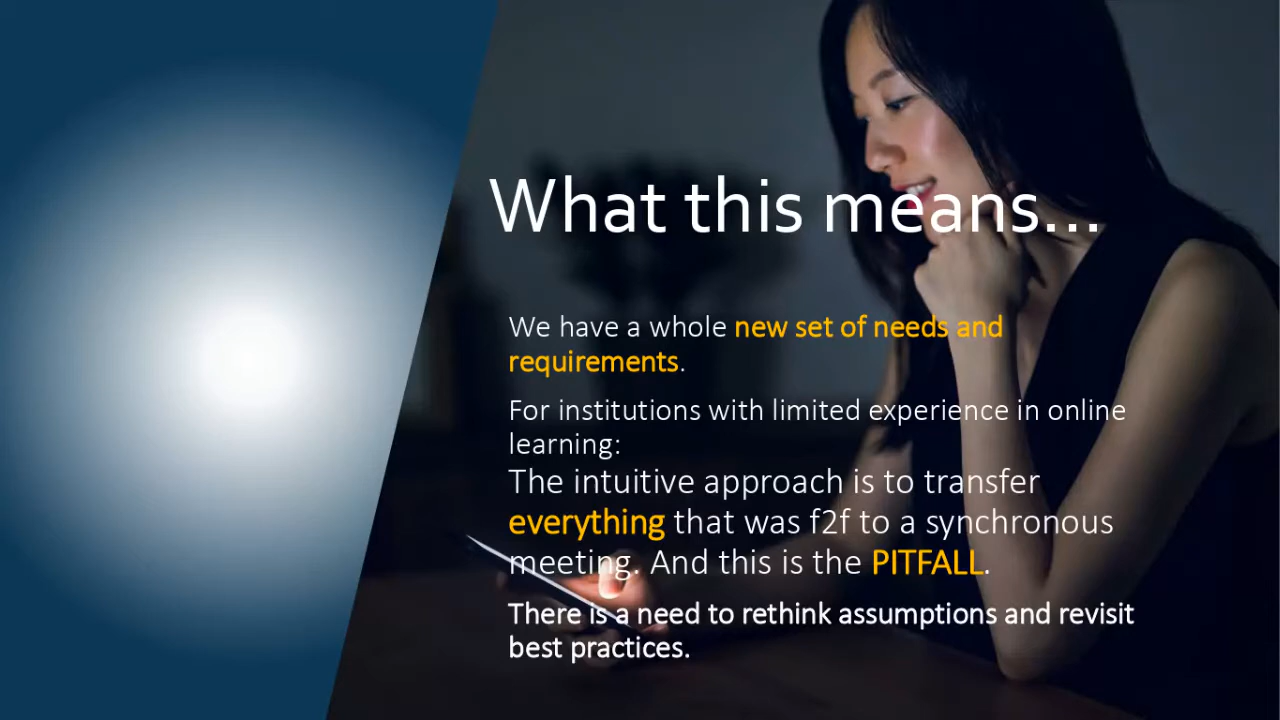 What this means...
We have a whole new set of needs and
requirements.
For institutions with limited experience in online
learning:
The intuitive approach is to transfer
everything that was f2f to a synchronous
meeting. And this is the PITFALL.
There is a need to rethink assumptions and revisit
best practices.